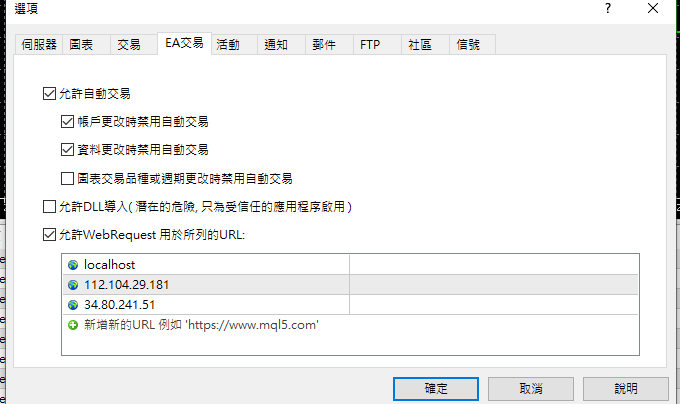 選項
伺服器 圖表 交易 EA交易 活動 通知 郵件 FTP 社區 信號
允許自動交易
帳戶更改時禁用自動交易
資料更改時禁用自動交易
圖表交易品種或週期更改時禁用自動交易
允許DLL導入( 潛在的危險, 只為受信任的應用程序啟用 )
允許WebRequest 用於所列的URL:
localhost
112.104.29.181
34.80.241.51
新增新的URL 例如 'https://www.mql5.com'
確定 取消 說明